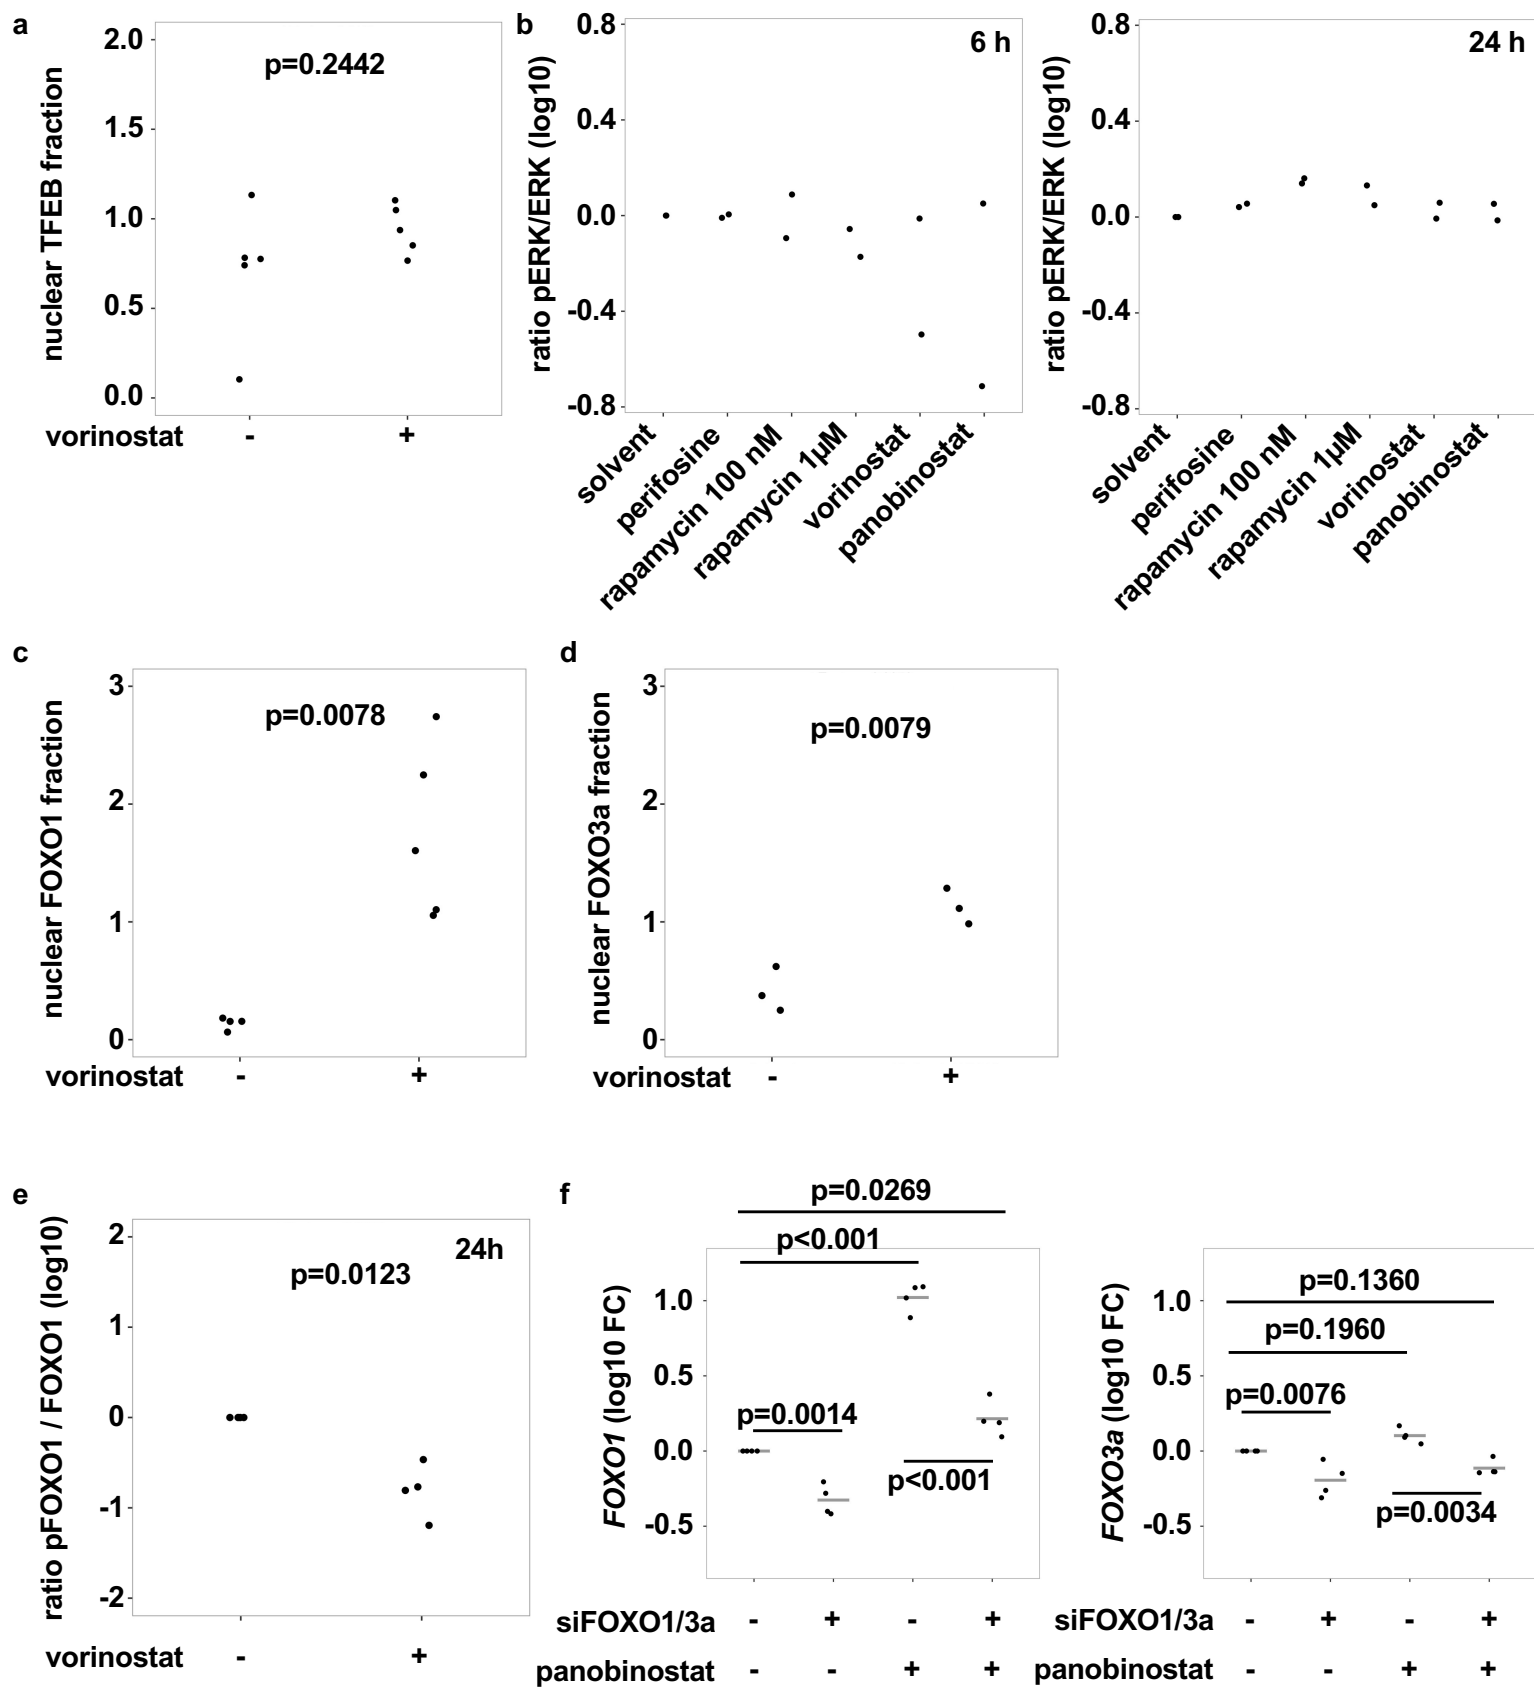 a
nuclear TFEB fraction
2.0
1.5
1.0
0.5
0.0
p=0.2442
vorinostat - +
b
ratio pERK/ERK (log10)
0.8
0.4
0.0
-0.4
-0.8
6 h
solvent
perifosine
rapamycin 100 nM
rapamycin 1µM
vorinostat
panobinostat
ratio pERK/ERK (log10)
0.8
0.4
0.0
-0.4
-0.8
24 h
solvent
perifosine
rapamycin 100 nM
rapamycin 1µM
vorinostat
panobinostat
c
nuclear FOXO1 fraction
3
2
1
0
p=0.0078
vorinostat - +
d
nuclear FOXO3a fraction
3
2
1
0
p=0.0079
vorinostat - +
e
ratio pFOXO1 / FOXO1 (log10)
2
1
0
-1
-2
24h
p=0.0123
vorinostat - +
f
p=0.0269
p<0.001
FOXO1 (log10 FC)
1.0
0.5
0.0
-0.5
p=0.0014
p<0.001
siFOXO1/3a - + - +
panobinostat - - + +
FOXO3a (log10 FC)
1.0
0.5
0.0
-0.5
p=0.1360
p=0.1960
p=0.0076
p=0.0034
siFOXO1/3a - + - +
panobinostat - - + +